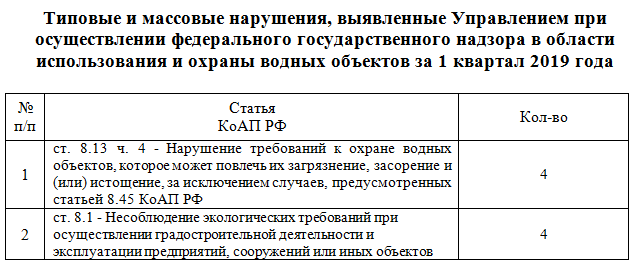 Типовые и массовые нарушения, выявленные Управлением при
осуществлении федерального государственного надзора в области
использования и охраны водных объектов за 1 квартал 2019 года
№
п/п
Статья
КоАП РФ
Кол-во
1
ст. 8.13 ч. 4 - Нарушение требований к охране водных
объектов, которое может повлечь их загрязнение, засорение и
(или) истощение, за исключением случаев, предусмотренных
статьей 8.45 КоАП РФ
4
2
ст. 8.1 - Несоблюдение экологических требований при
осуществлении градостроительной деятельности и
эксплуатации предприятий, сооружений или иных объектов
4